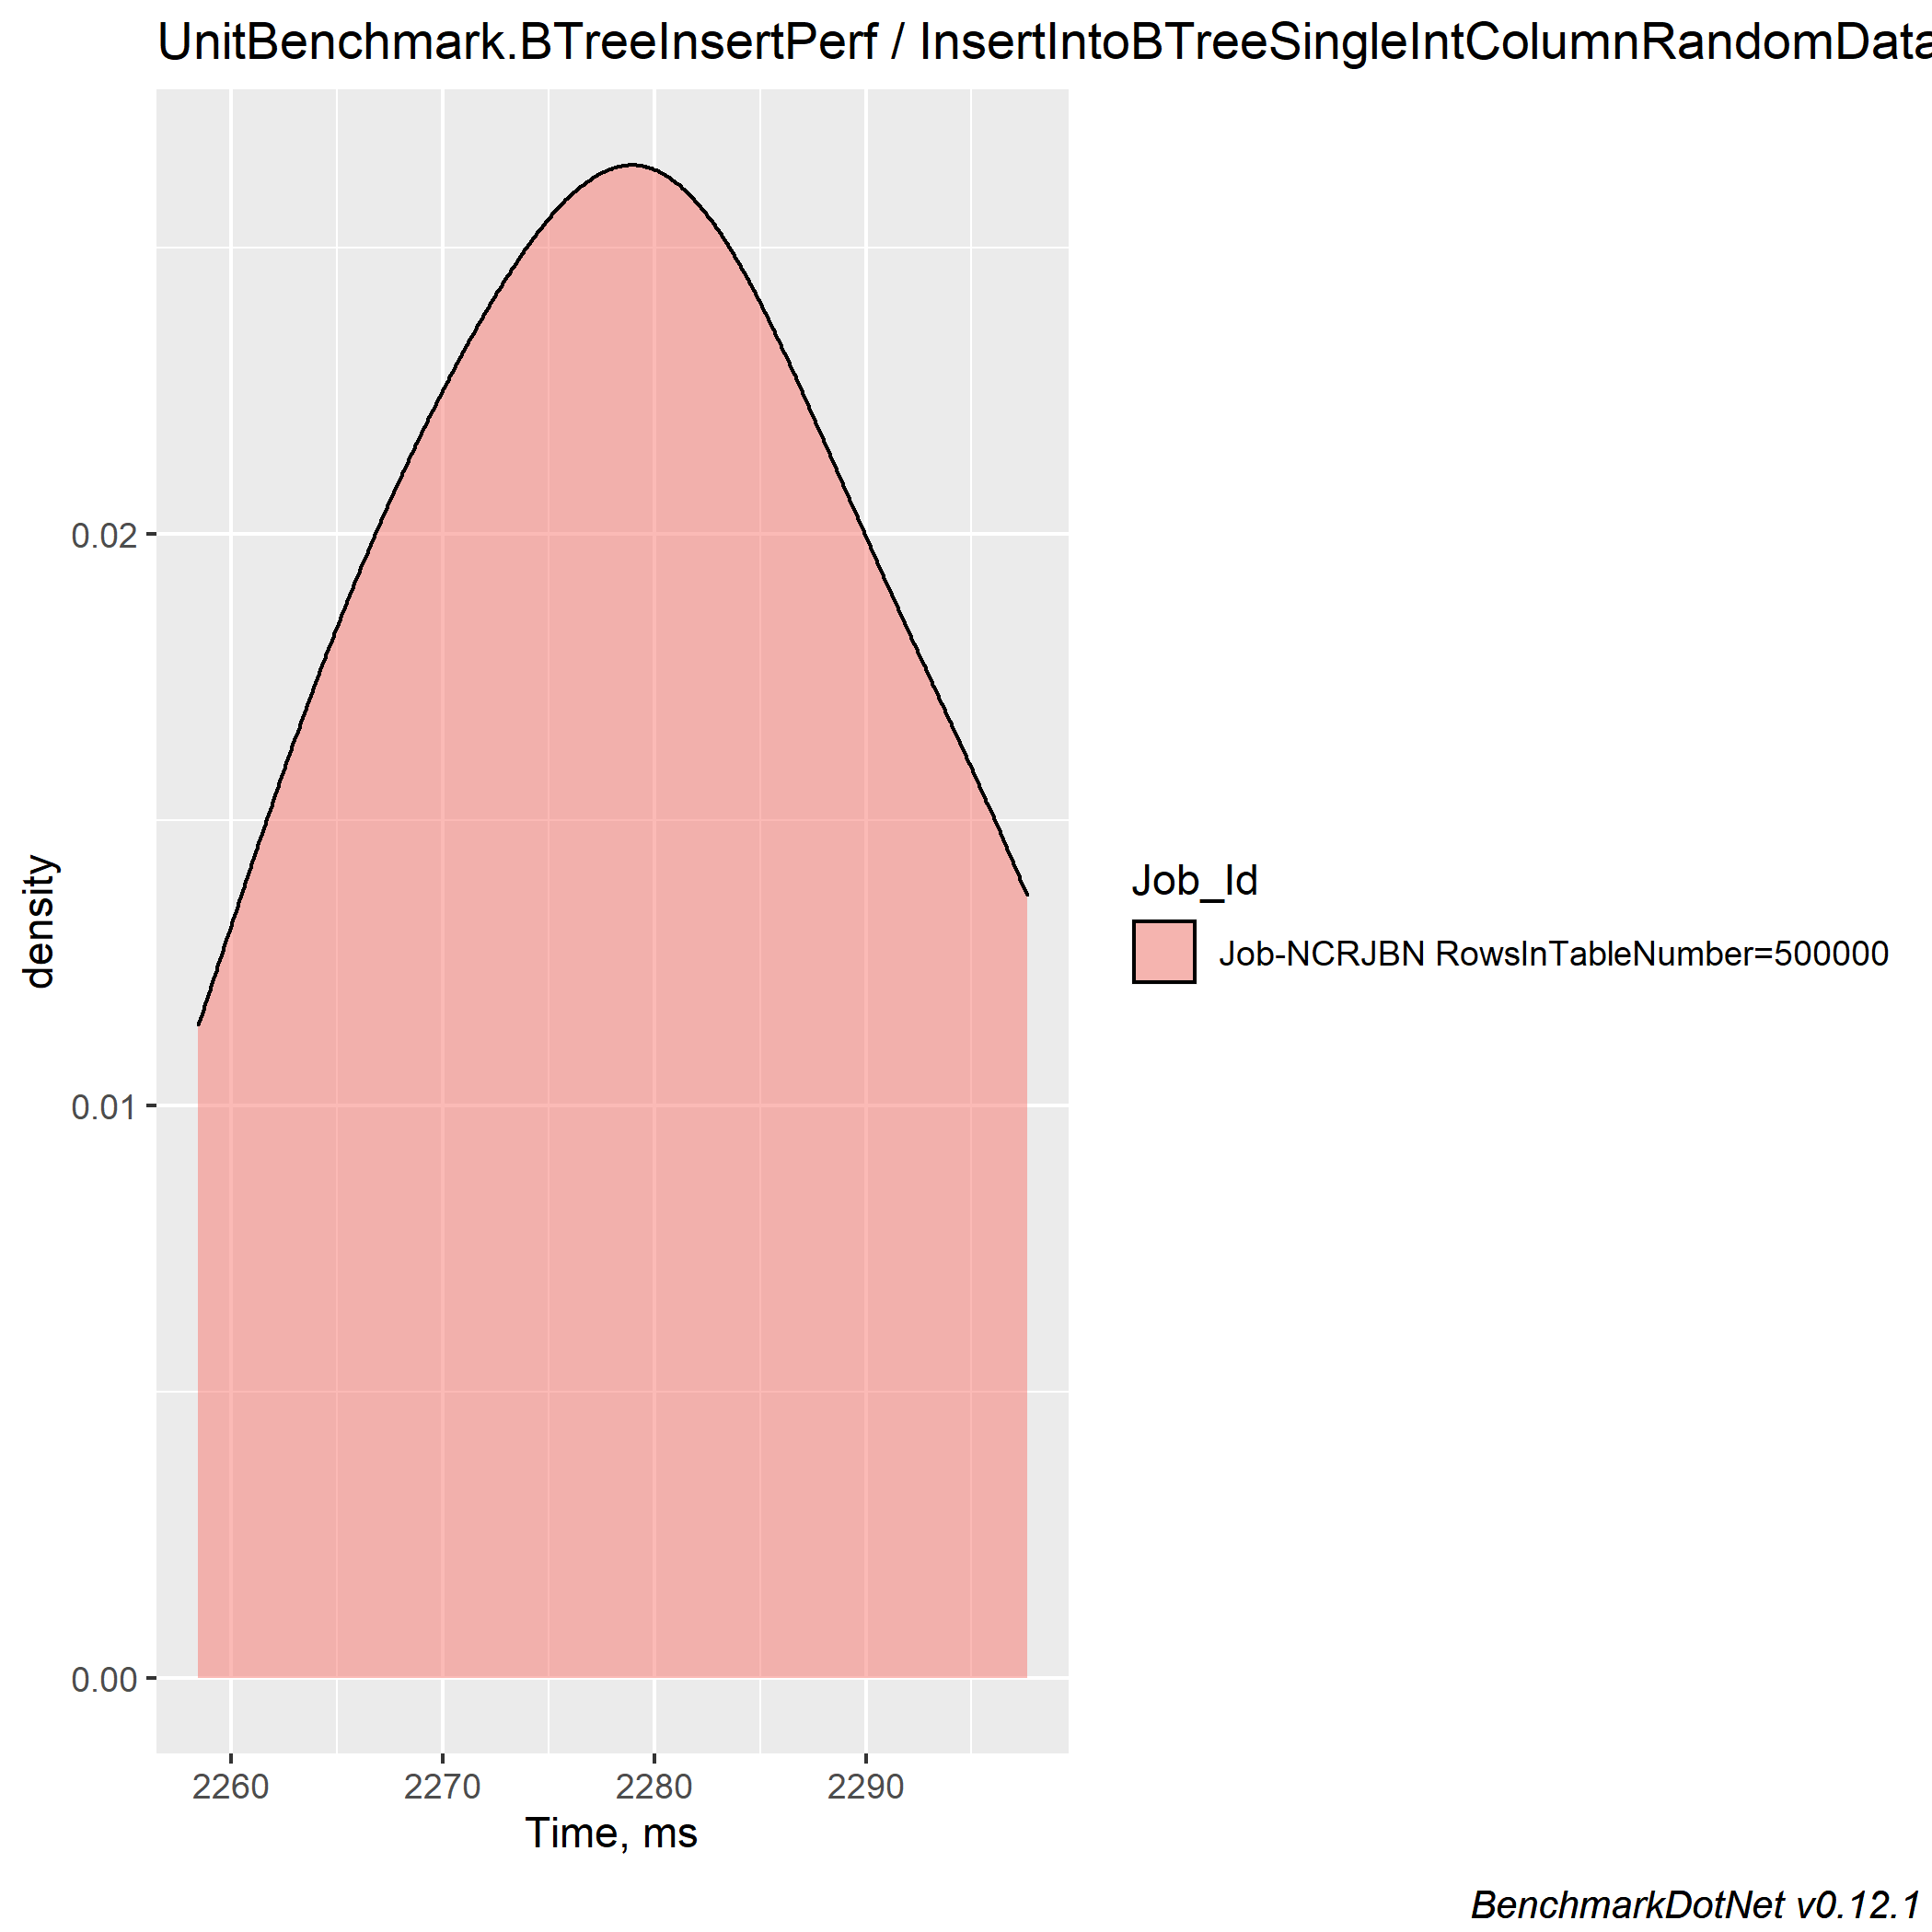 UnitBenchmark.BTreeInsertPerf / InsertIntoBTreeSingleIntColumnRandomData
density
0.02
0.01
0.00
2260 2270 2280 2290
Time, ms
Job_Id
Job-NCRJBN RowsInTableNumber=500000
BenchmarkDotNet v0.12.1